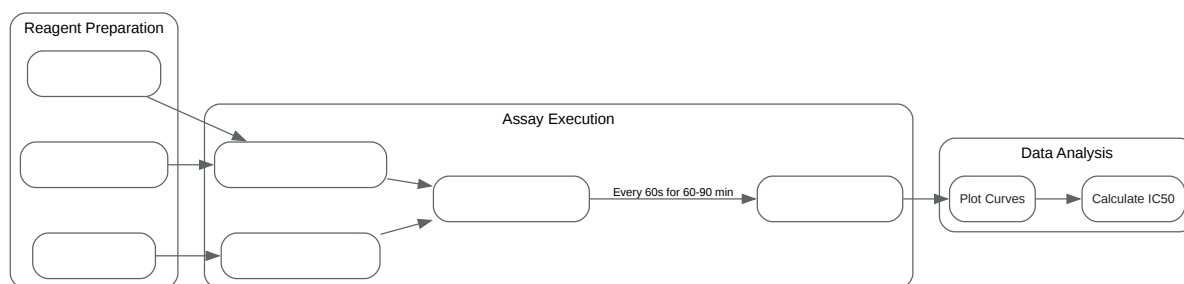 Reagent Preparation
Assay Execution
Data Analysis
Every 60s for 60-90 min
Plot Curves
Calculate IC50